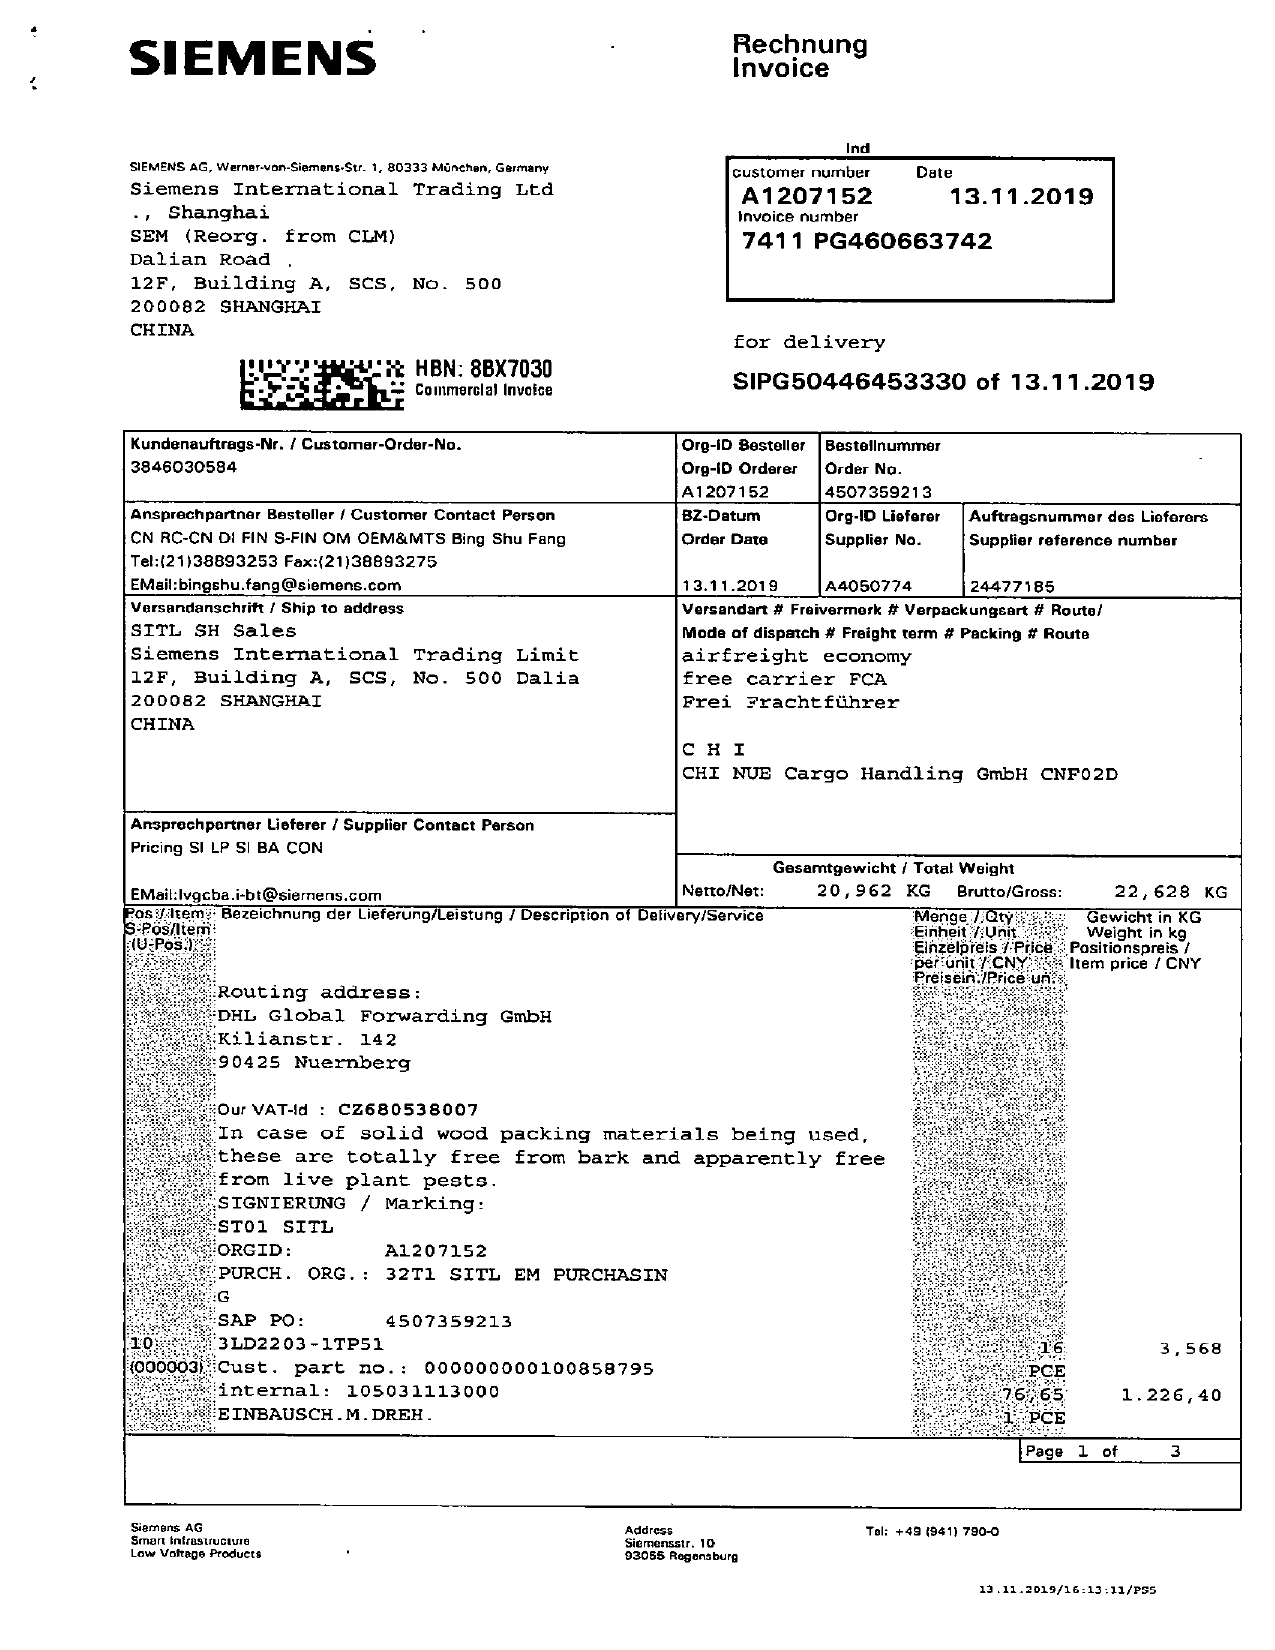 SIEMENS
Rechnung
Invoice
SIEMENS AG, Werner-von-Siemens-Str. 1, 80333 München, Germany
Siemens International Trading Ltd
., Shanghai
SEM (Reorg. from CLM)
Dalian Road .
12F, Building A, SCS, No. 500
200082 SHANGHAI
CHINA
HBN: 8BX7030
Commercial Invoice
Ind
customer number Date
A1207152 13.11.2019
Invoice number
7411 PG460663742
for delivery
SIPG50446453330 of 13.11.2019
Kundenauftrags-Nr. / Customer-Order-No.
3846030584
Org-ID Besteller
Org-ID Orderer
A1207152
Bestellnummer
Order No.
4507359213
Ansprechpartner Besteller / Customer Contact Person
CN RC-CN DI FIN S-FIN OM OEM&MTS Bing Shu Fang
Tel:(21)38893253 Fax:(21)38893275
EMail:bingshu.fang@siemens.com
BZ-Datum
Order Date
13.11.2019
Org-ID Lieferer
Supplier No.
A4050774
Auftragsnummer des Lieferers
Supplier reference number
24477185
Versandanschrift / Ship to address
SITL SH Sales
Siemens International Trading Limit
12F, Building A, SCS, No. 500 Dalia
200082 SHANGHAI
CHINA
Versandart # Freivermerk # Verpackungsart # Route/
Mode of dispatch # Freight term # Packing # Route
airfreight economy
free carrier FCA
Frei Frachtführer
C H I
CHI NUE Cargo Handling GmbH CNF02D
Ansprechpartner Lieferer / Supplier Contact Person
Pricing SI LP SI BA CON
EMail:lvgcba.i-bt@siemens.com
Gesamtgewicht / Total Weight
Netto/Net: 20,962 KG Brutto/Gross: 22,628 KG
Pos./Item
S-Pos/Item
(U-Pos.)
Bezeichnung der Lieferung/Leistung / Description of Delivery/Service
Menge / Qty
Einheit / Unit
Einzelpreis / Price
per unit / CNY
Preisein./Price un.
Gewicht in KG
Weight in kg
Positionspreis /
Item price / CNY
Routing address:
DHL Global Forwarding GmbH
Kilianstr. 142
90425 Nuernberg
Our VAT-Id : CZ680538007
In case of solid wood packing materials being used,
these are totally free from bark and apparently free
from live plant pests.
SIGNIERUNG / Marking:
ST01 SITL
ORGID: A1207152
PURCH. ORG.: 32T1 SITL EM PURCHASIN
G
SAP PO: 4507359213
10 3LD2203-1TP51 16 3,568
(000003) Cust. part no.: 000000000100858795 PCE
internal: 105031113000 76,65 1.226,40
EINBAUSCH.M.DREH. 1 PCE
Page 1 of 3
Siemens AG
Smart Infrastructure
Low Voltage Products
Address
Siemensstr. 10
93055 Regensburg
Tel: +49 (941) 790-0
13.11.2019/16:13:11/PS5